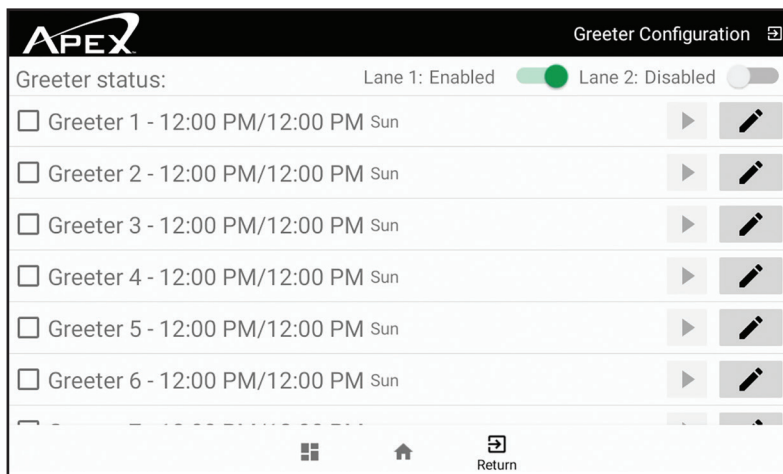 APEX
Greeter Configuration
Greeter status: Lane 1: Enabled Lane 2: Disabled
Greeter 1 - 12:00 PM/12:00 PM Sun
Greeter 2 - 12:00 PM/12:00 PM Sun
Greeter 3 - 12:00 PM/12:00 PM Sun
Greeter 4 - 12:00 PM/12:00 PM Sun
Greeter 5 - 12:00 PM/12:00 PM Sun
Greeter 6 - 12:00 PM/12:00 PM Sun
Return